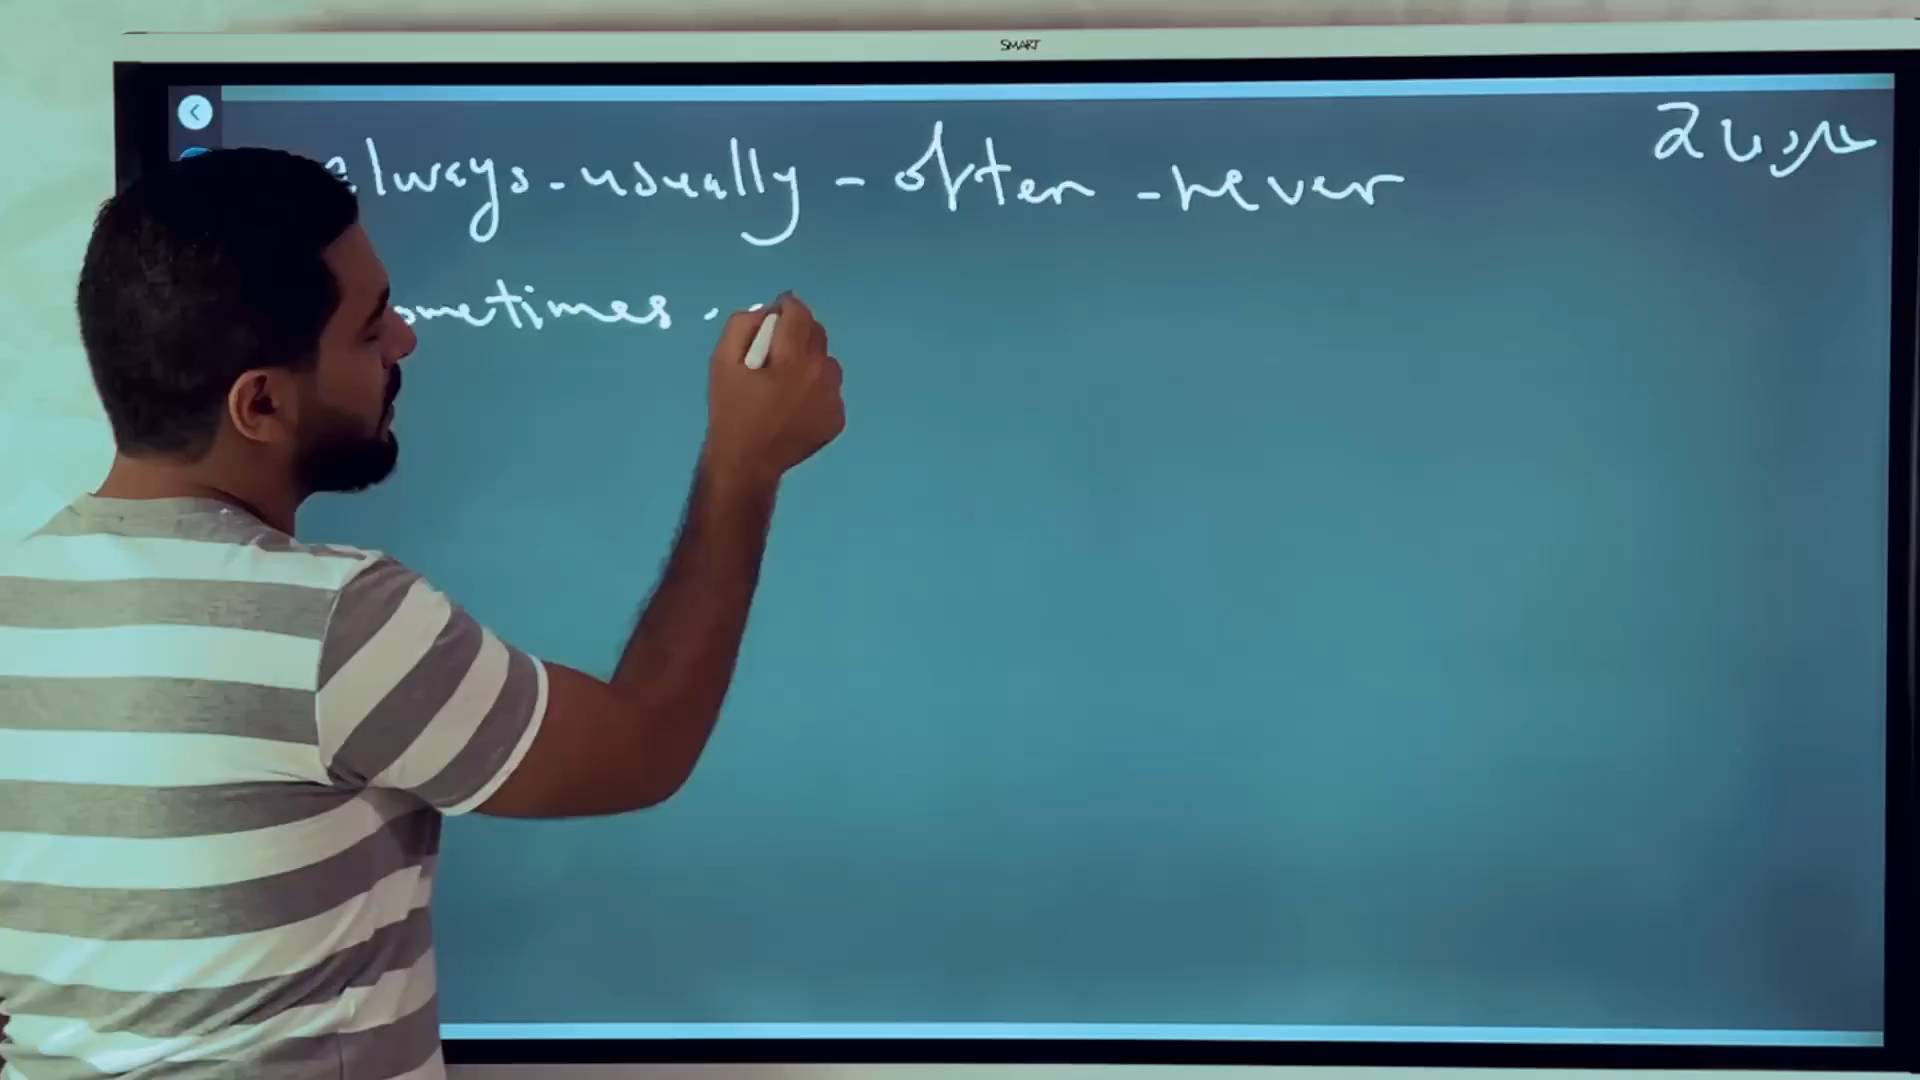 SMART
always - usually - often - never
sometimes -